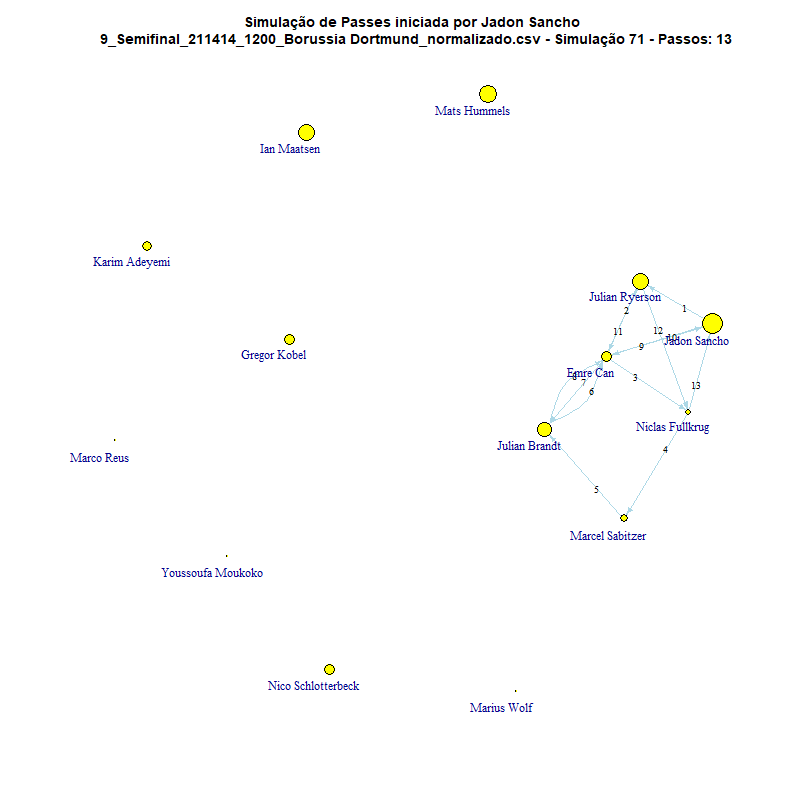 Simulação de Passes iniciada por Jadon Sancho
9_Semifinal_211414_1200_Borussia Dortmund_normalizado.csv - Simulação 71 - Passos: 13
Mats Hummels
Ian Maatsen
Karim Adeyemi
Julian Ryerson
1
2
12
11
10
Jadon Sancho
9
Gregor Kobel
Emre Can
3
8
7
6
13
Niclas Fullkrug
Julian Brandt
4
Marco Reus
5
Marcel Sabitzer
Youssoufa Moukoko
Nico Schlotterbeck
Marius Wolf